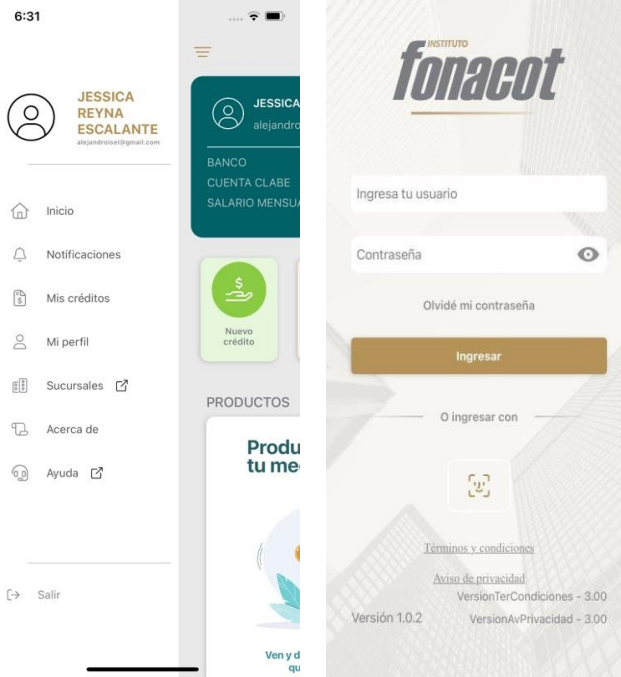 6:31
JESSICA
REYNA
ESCALANTE
alejandroisel@gmail.com
Inicio
Notificaciones
Mis créditos
Mi perfil
Sucursales
Acerca de
Ayuda
Salir
JESSICA
alejandro
BANCO
CUENTA CLABE
SALARIO MENSUA
$
Nuevo
crédito
PRODUCTOS
Produ
tu me
Ven y d
qu
INSTITUTO
fonacot
Ingresa tu usuario
Contraseña
Olvidé mi contraseña
Ingresar
O ingresar con
Términos y condiciones
Aviso de privacidad
VersionTerCondiciones - 3.00
Versión 1.0.2 VersionAvPrivacidad - 3.00